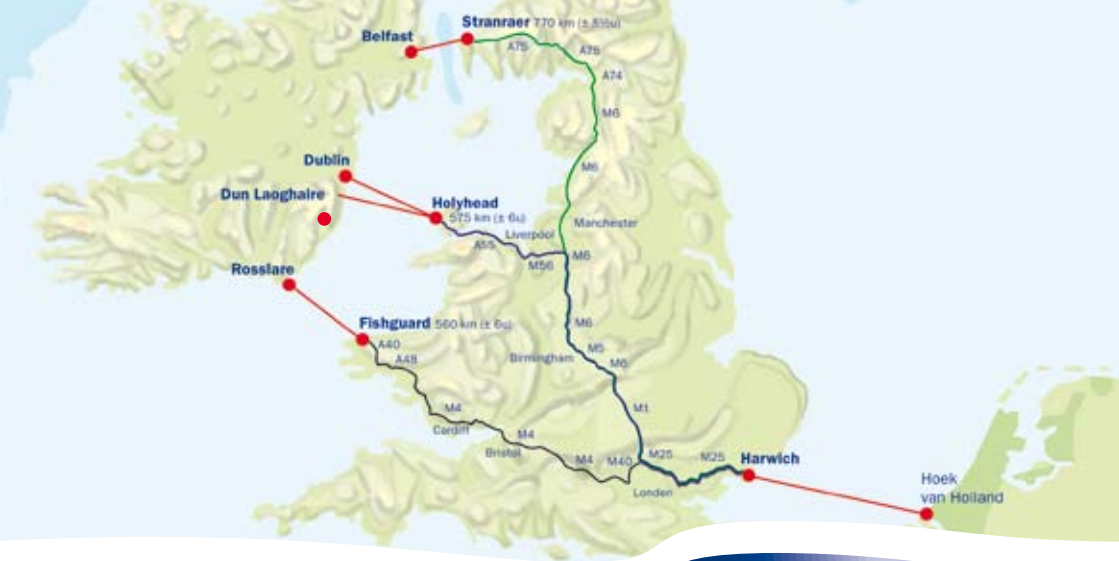 Stranraer 770 km (± 8½u)
Belfast
A75
A75
A74
M6
M6
Dublin
Dun Laoghaire
Holyhead
575 km (± 6u)
Manchester
Liverpool
A55
M56
M6
Rosslare
Fishguard 560 km (± 6u)
M6
A40
A48
Birmingham
M5
M6
M1
M4
Cardiff
M4
Bristol
M4
M40
M25
M25
Harwich
Londen
Hoek
van Holland